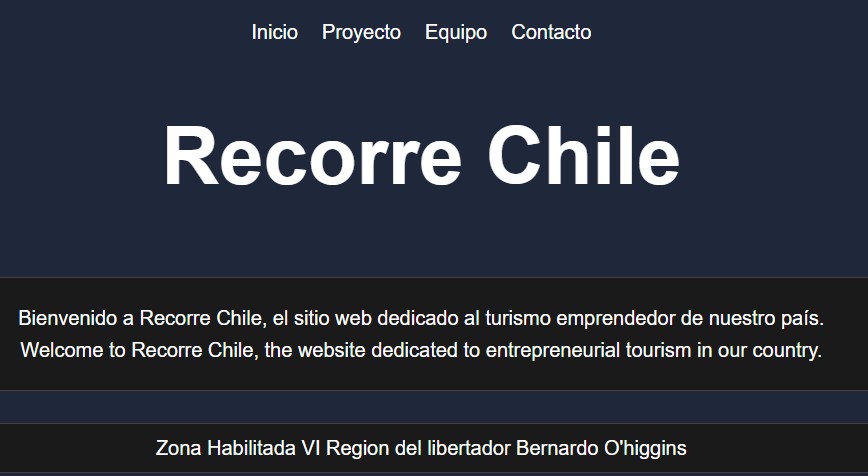 Inicio Proyecto Equipo Contacto
Recorre Chile
Bienvenido a Recorre Chile, el sitio web dedicado al turismo emprendedor de nuestro país.
Welcome to Recorre Chile, the website dedicated to entrepreneurial tourism in our country.
Zona Habilitada VI Region del libertador Bernardo O'higgins